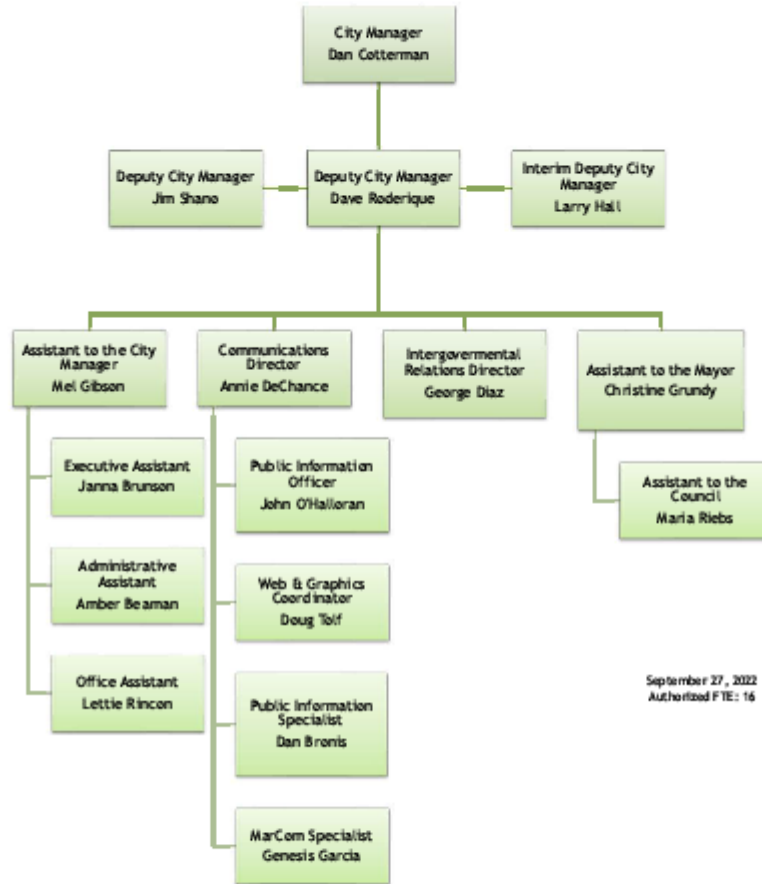 City Manager
Dan Cotterman
Deputy City Manager
Jim Shano
Deputy City Manager
Dave Roderique
Interim Deputy City
Manager
Larry Hall
Assistant to the City
Manager
Mel Gibson
Communications
Director
Annie DeChance
Intergovermental
Relations Director
George Diaz
Assistant to the Mayor
Christine Grundy
Executive Assistant
Janna Brunson
Administrative
Assistant
Amber Beaman
Office Assistant
Lettie Rincon
Public Information
Officer
John O'Halloran
Web & Graphics
Coordinator
Doug Tolf
Public Information
Specialist
Dan Bronis
MarCom Specialist
Genesis Garcia
Assistant to the
Council
Maria Riebs
September 27, 2022
Authorized FTE: 16